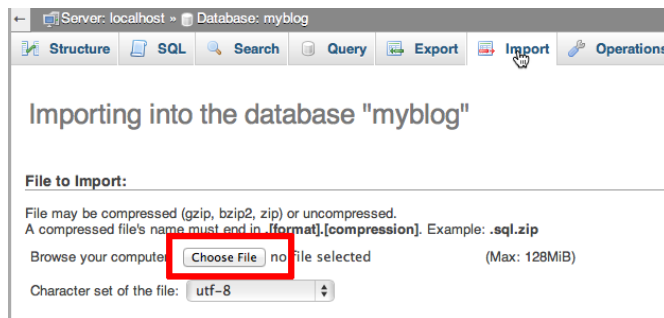 ← Server: localhost » Database: myblog
Structure SQL Search Query Export Import Operations
Importing into the database "myblog"
File to Import:
File may be compressed (gzip, bzip2, zip) or uncompressed.
A compressed file's name must end in .[format].[compression]. Example: .sql.zip
Browse your computer: Choose File no file selected (Max: 128MiB)
Character set of the file: utf-8